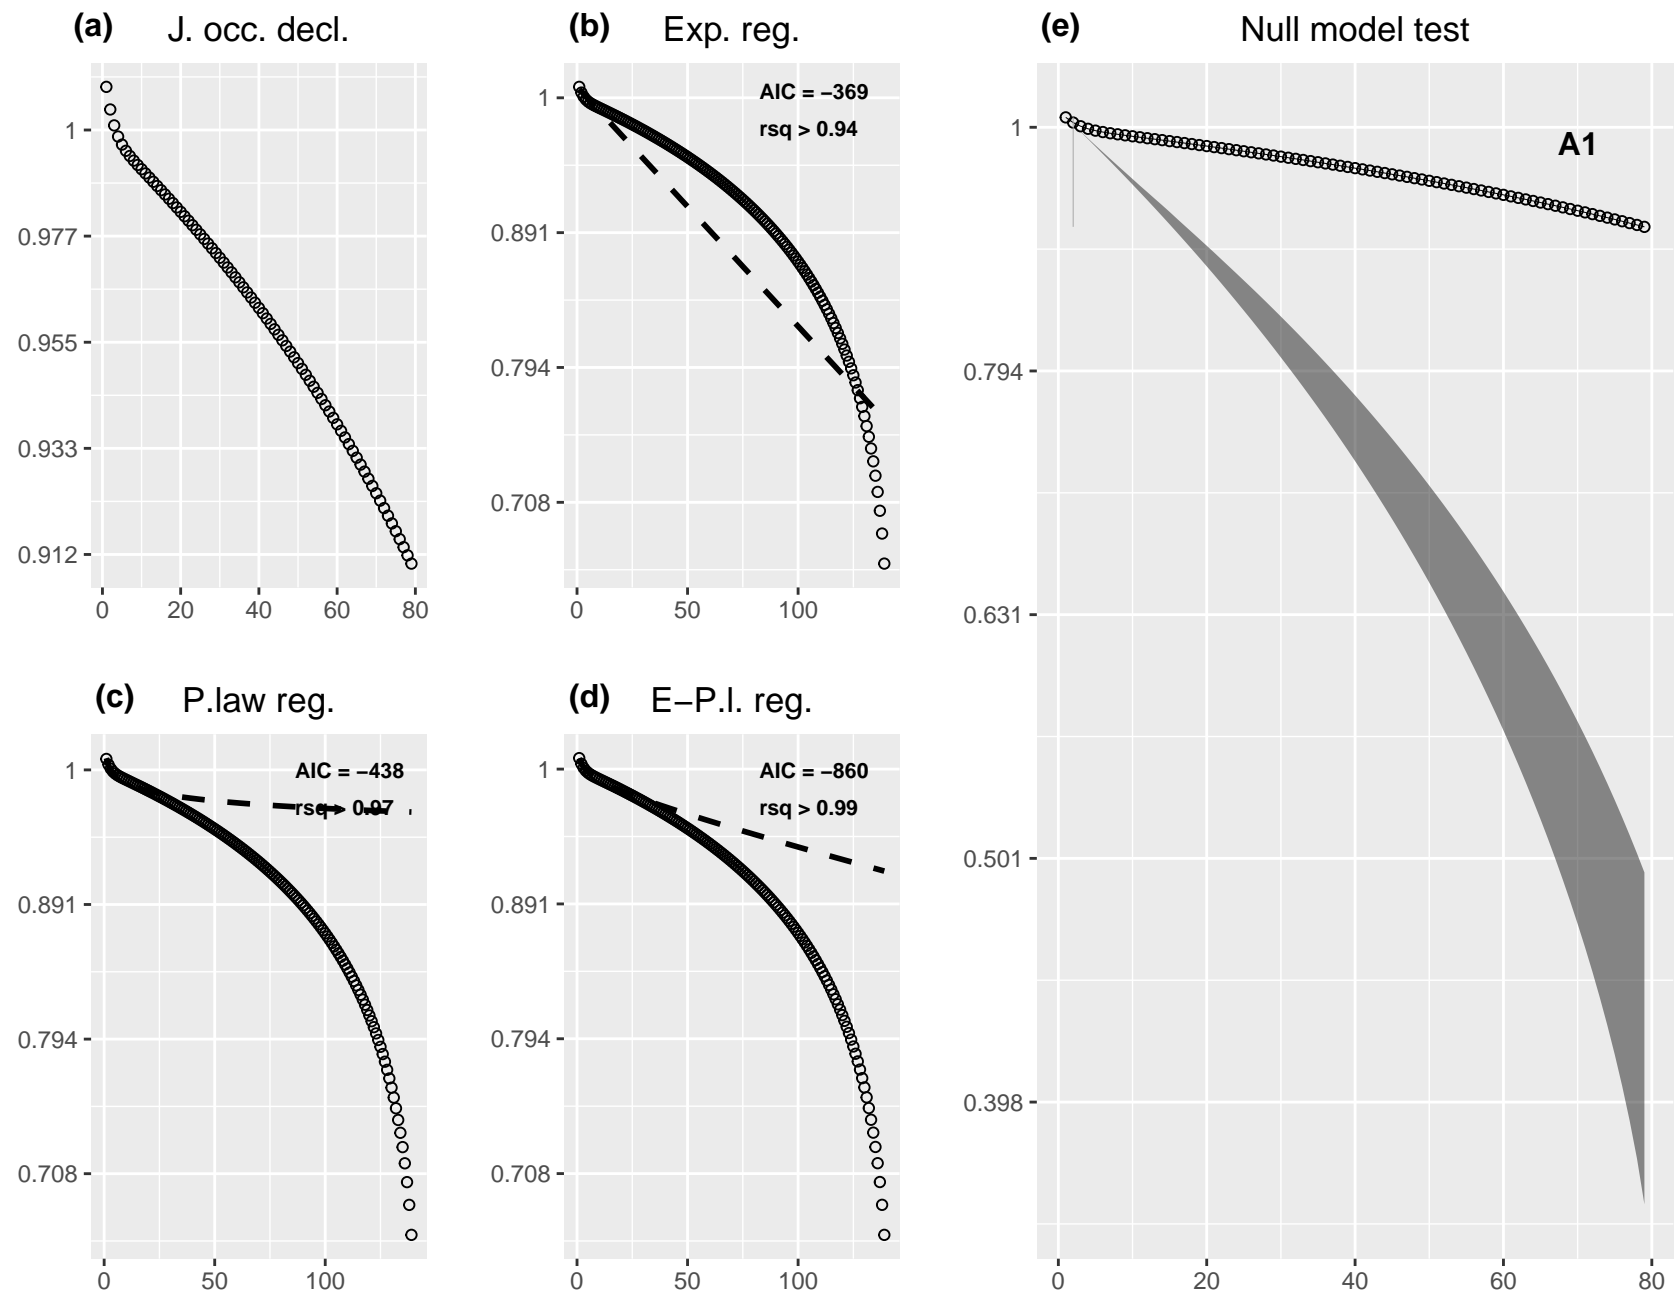 (a) J. occ. decl.
1
0.977
0.955
0.933
0.912
0 20 40 60 80
(b) Exp. reg.
AIC = −369
rsq > 0.94
1
0.891
0.794
0.708
0 50 100
(c) P.law reg.
AIC = −438
rsq > 0.97
1
0.891
0.794
0.708
0 50 100
(d) E−P.l. reg.
AIC = −860
rsq > 0.99
1
0.891
0.794
0.708
0 50 100
(e) Null model test
A1
1
0.794
0.631
0.501
0.398
0 20 40 60 80